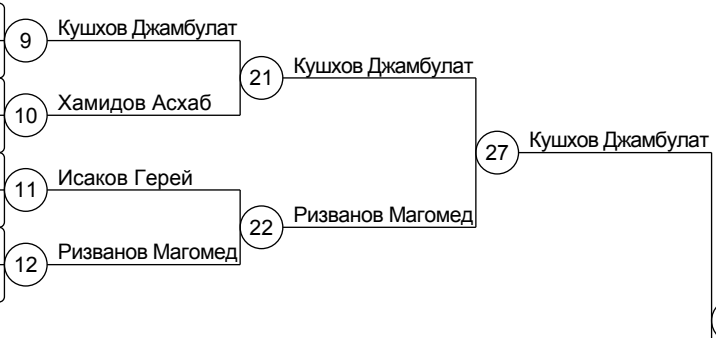 Кушхов Джамбулат
9
Кушхов Джамбулат
21
Хамидов Асхаб
10
Кушхов Джамбулат
27
Исаков Герей
11
Ризванов Магомед
22
Ризванов Магомед
12